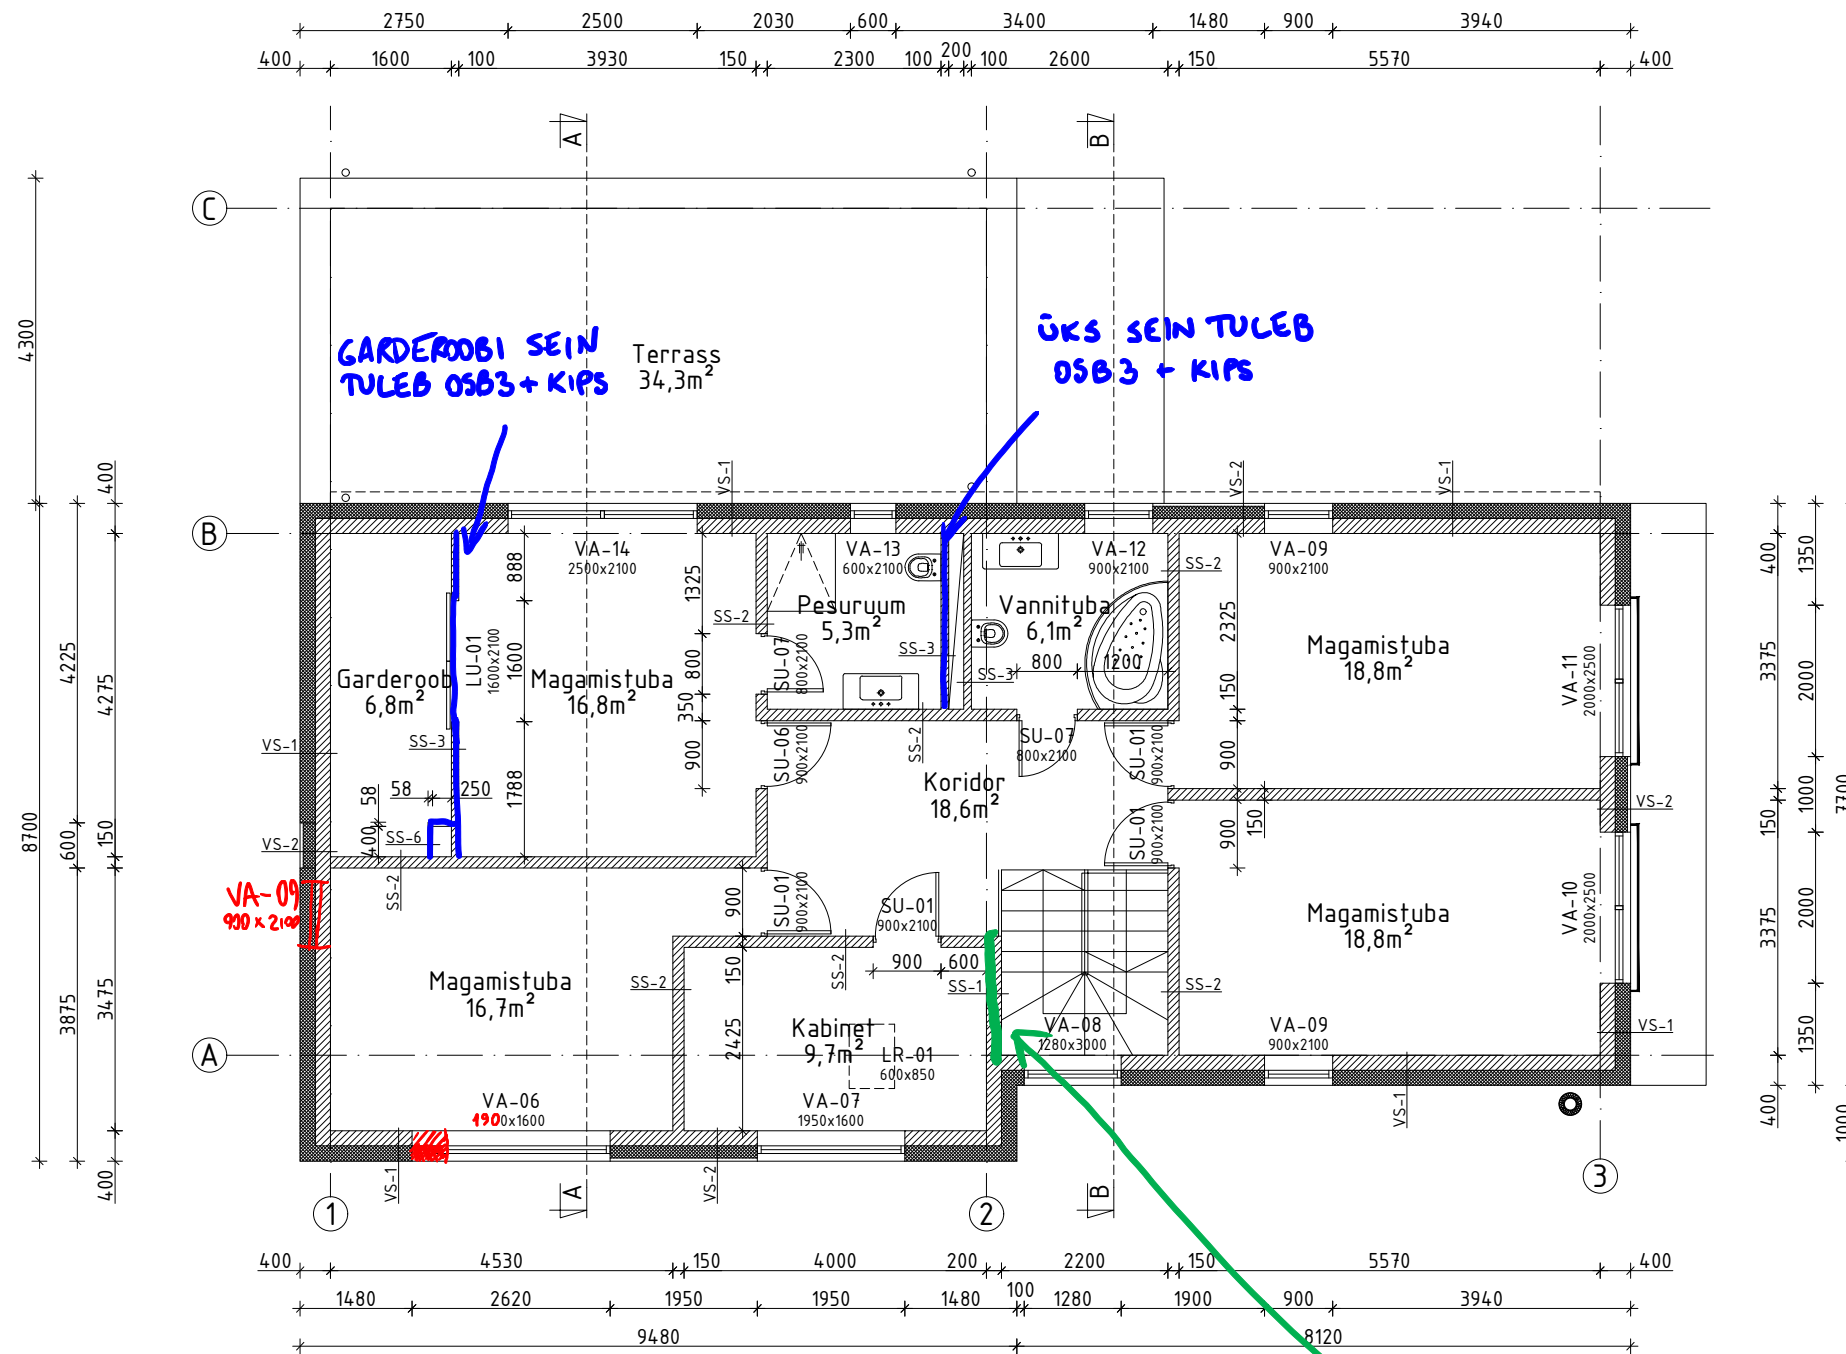 2750 2500 2030 600 3400 1480 900 3940
400 1600 100 3930 150 2300 100 200 100 2600 150 5570 400
A B
C
4300
GARDEROOBI SEIN
TULEB OSB3 + KIPS
Terrass
34,3m²
ÜKS SEIN TULEB
OSB3 + KIPS
400 VS-1 VS-2 VS-1
B
VA-14
2500x2100
VA-13
600x2100
VA-12
900x2100
VA-09
900x2100
888 1325 SS-2 400 1350
Pesuruum
5,3m²
Vannituba
6,1m²
SS-2 SS-3 SS-3 800 1200 2325
Magamistuba
18,8m²
VA-11
2000x2500
3375 2000
4225 4275
Garderoob
6,8m²
LU-01
1600x2100
1600
Magamistuba
16,8m²
800 350 150
SU-07
800x2100
SS-3 VS-1 1788 900
SU-06
900x2100
SS-2
SU-07
800x2100
SU-01
900x2100
900
Koridor
18,6m²
58 58 250 400 SS-6 VS-2
8700 600 150
SU-01
900x2100
900 150 VS-2 150 1000 7700
SS-2
VA-09
900 x 2100
900
SU-01
900x2100
SU-01
900x2100
900 600 SS-2 150 SS-1
Magamistuba
16,7m²
SS-2 SS-2
Magamistuba
18,8m²
VA-10
2000x2500
3375 2000
3875 3475
2425
Kabinet
9,7m²
LR-01
600x850
VA-08
1280x3000
VA-09
900x2100
VS-1 1350
A
VA-06
1900x1600
VA-07
1950x1600
VS-1 400 1000
400 VS-1 VS-2
A B
1 2 3
400 4530 150 4000 200 2200 150 5570 400
1480 2620 1950 1950 1480 100 1280 1900 900 3940
9480 8120